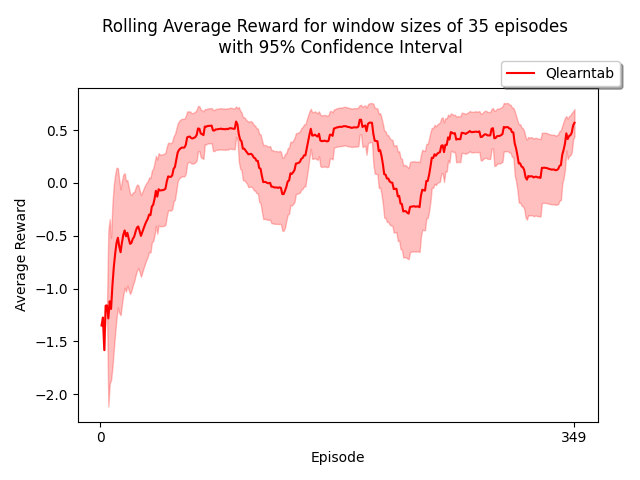 Rolling Average Reward for window sizes of 35 episodes
with 95% Confidence Interval
Qlearntab
0.5
0.0
−0.5
−1.0
−1.5
−2.0
Average Reward
0
349
Episode